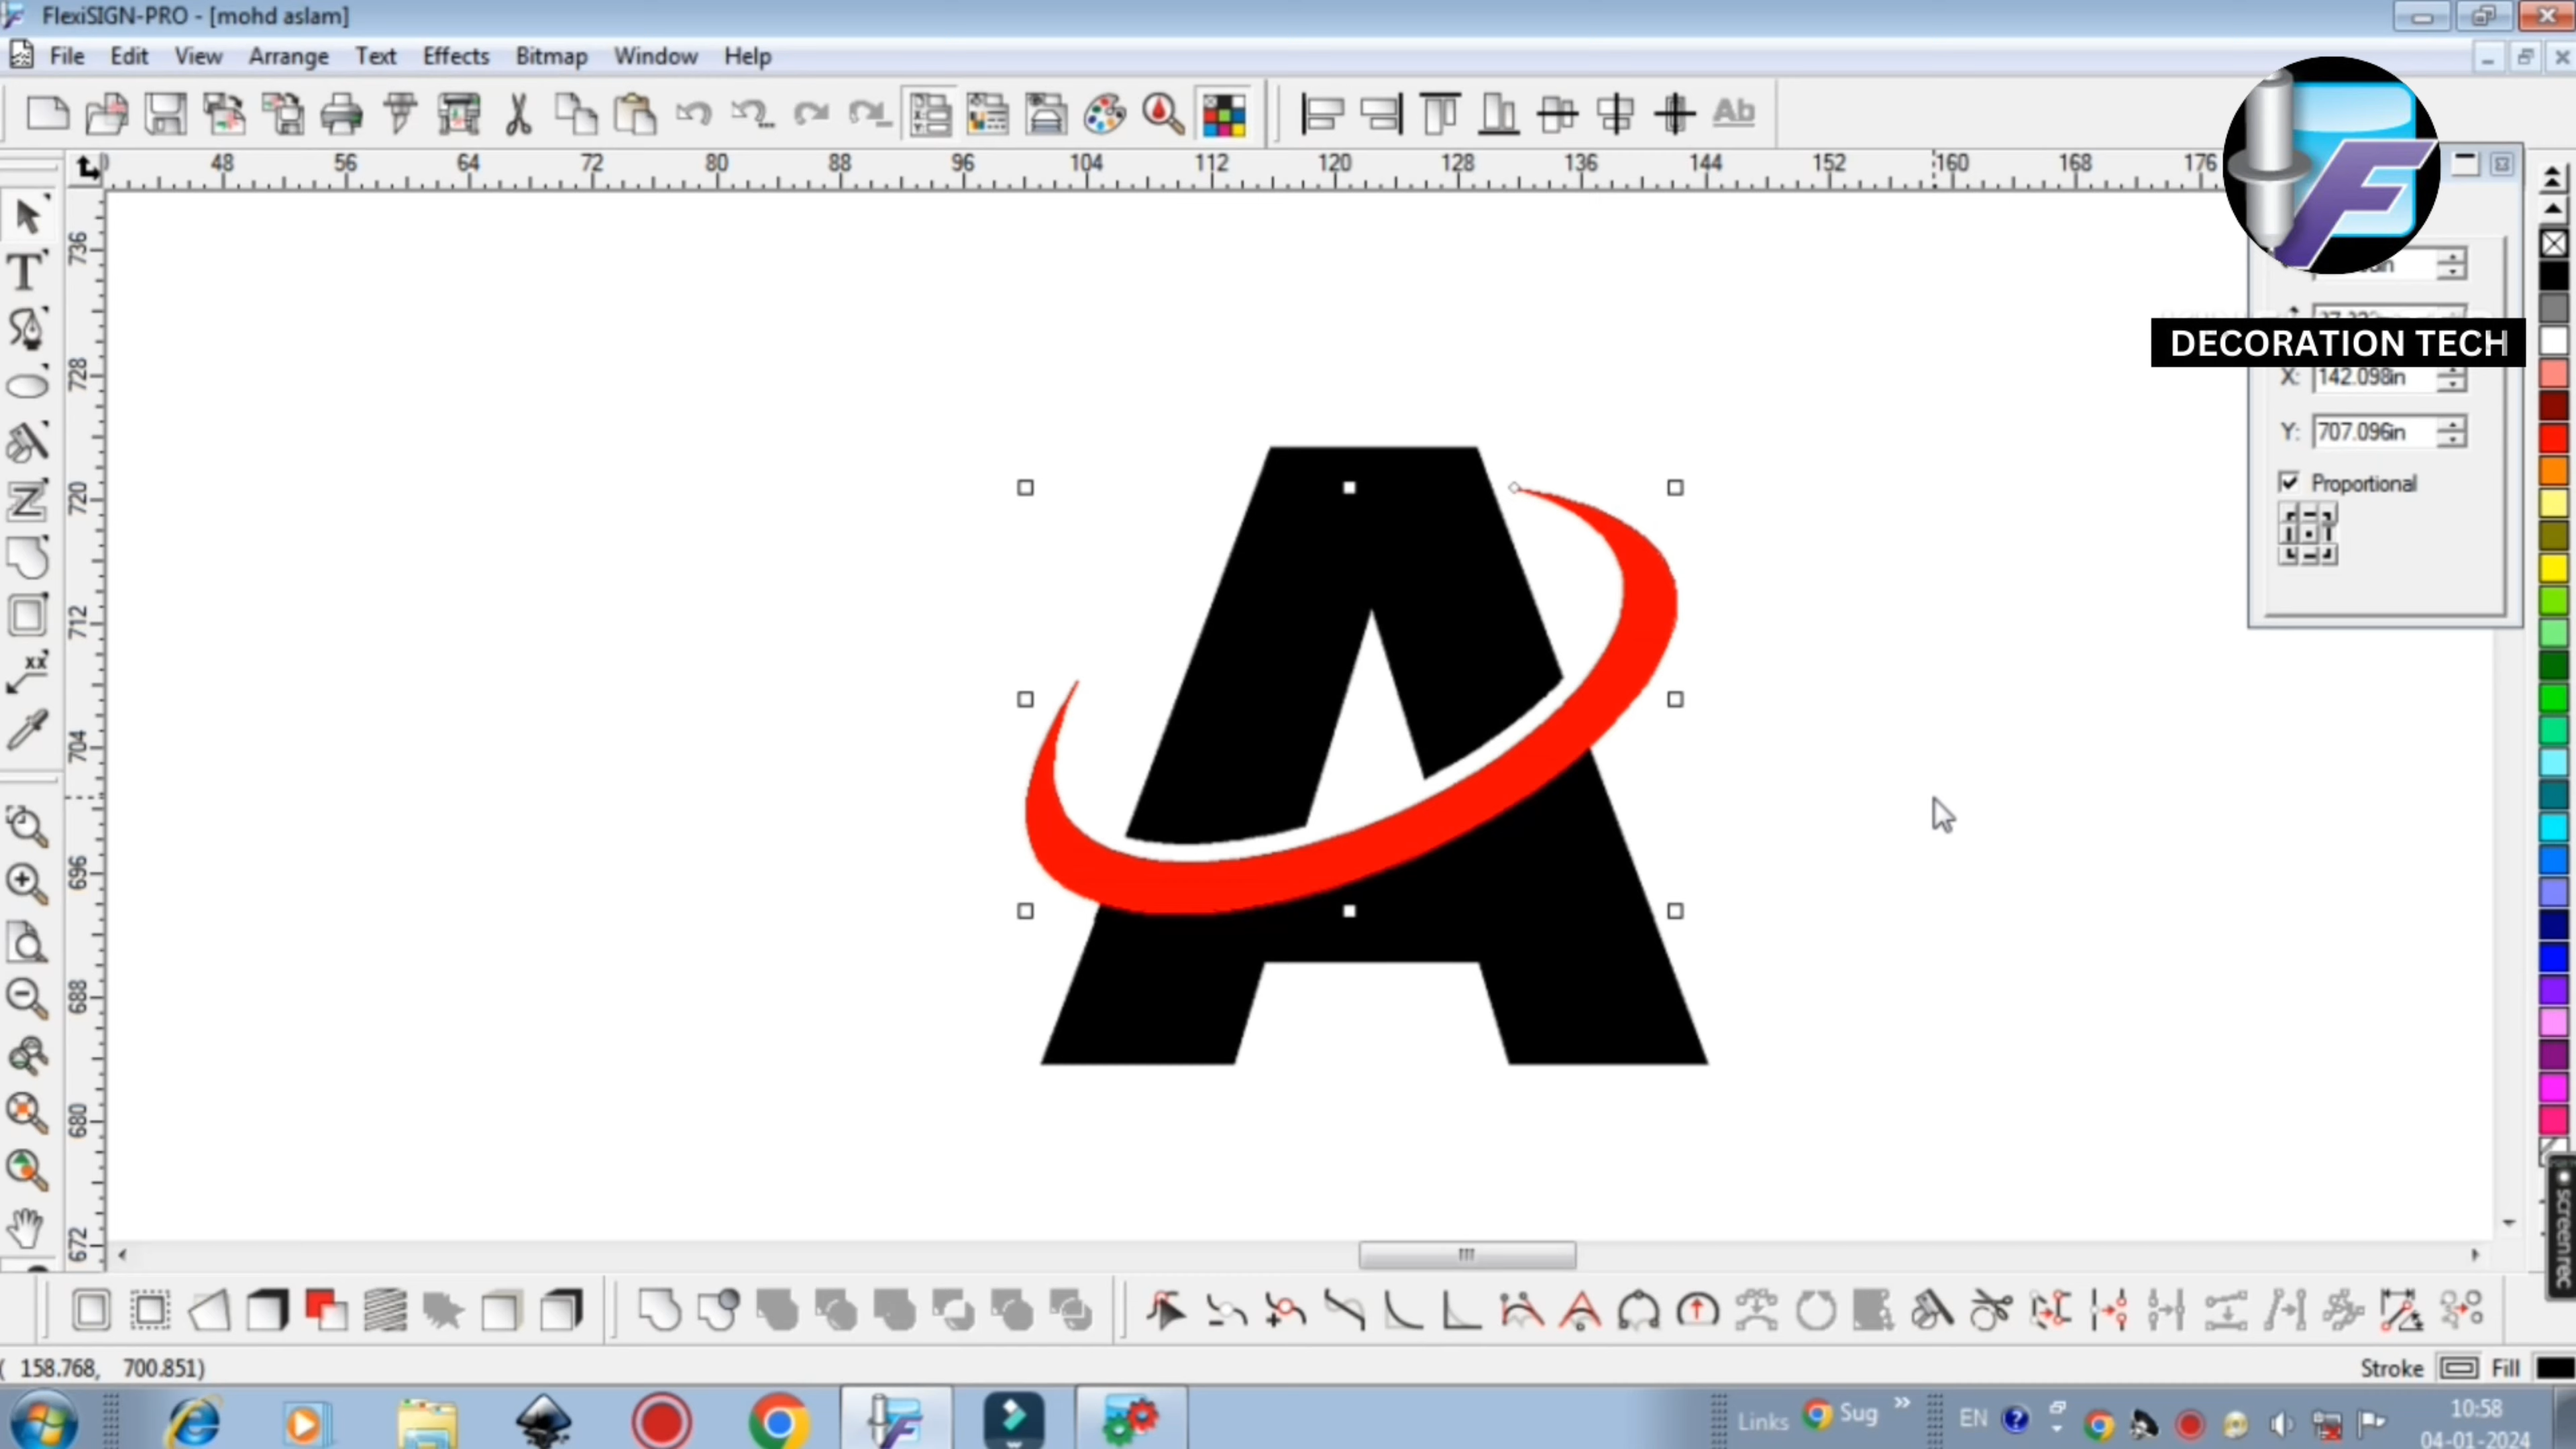 FlexiSIGN-PRO - [mohd aslam]
File Edit View Arrange Text Effects Bitmap Window Help
Ab
48 56 64 72 80 88 96 104 112 120 128 136 144 152 160 168 176
736
728
720
712
704
696
688
680
672
DECORATION TECH
X: 142.098in
Y: 707.096in
Proportional
A
screenrec
( 158.768, 700.851)
Stroke Fill
Links Sug » EN 10:58
04-01-2024